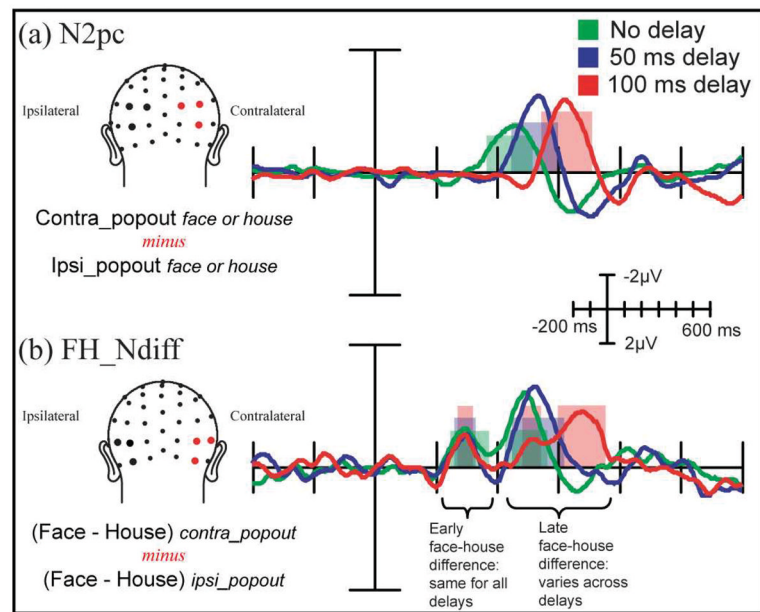 (a) N2pc
No delay
50 ms delay
100 ms delay
Ipsilateral
Contralateral
Contra_popout face or house
minus
Ipsi_popout face or house
-2µV
-200 ms
600 ms
2µV
(b) FH_Ndiff
Ipsilateral
Contralateral
(Face - House) contra_popout
minus
(Face - House) ipsi_popout
Early
face-house
difference:
same for all
delays
Late
face-house
difference:
varies across
delays